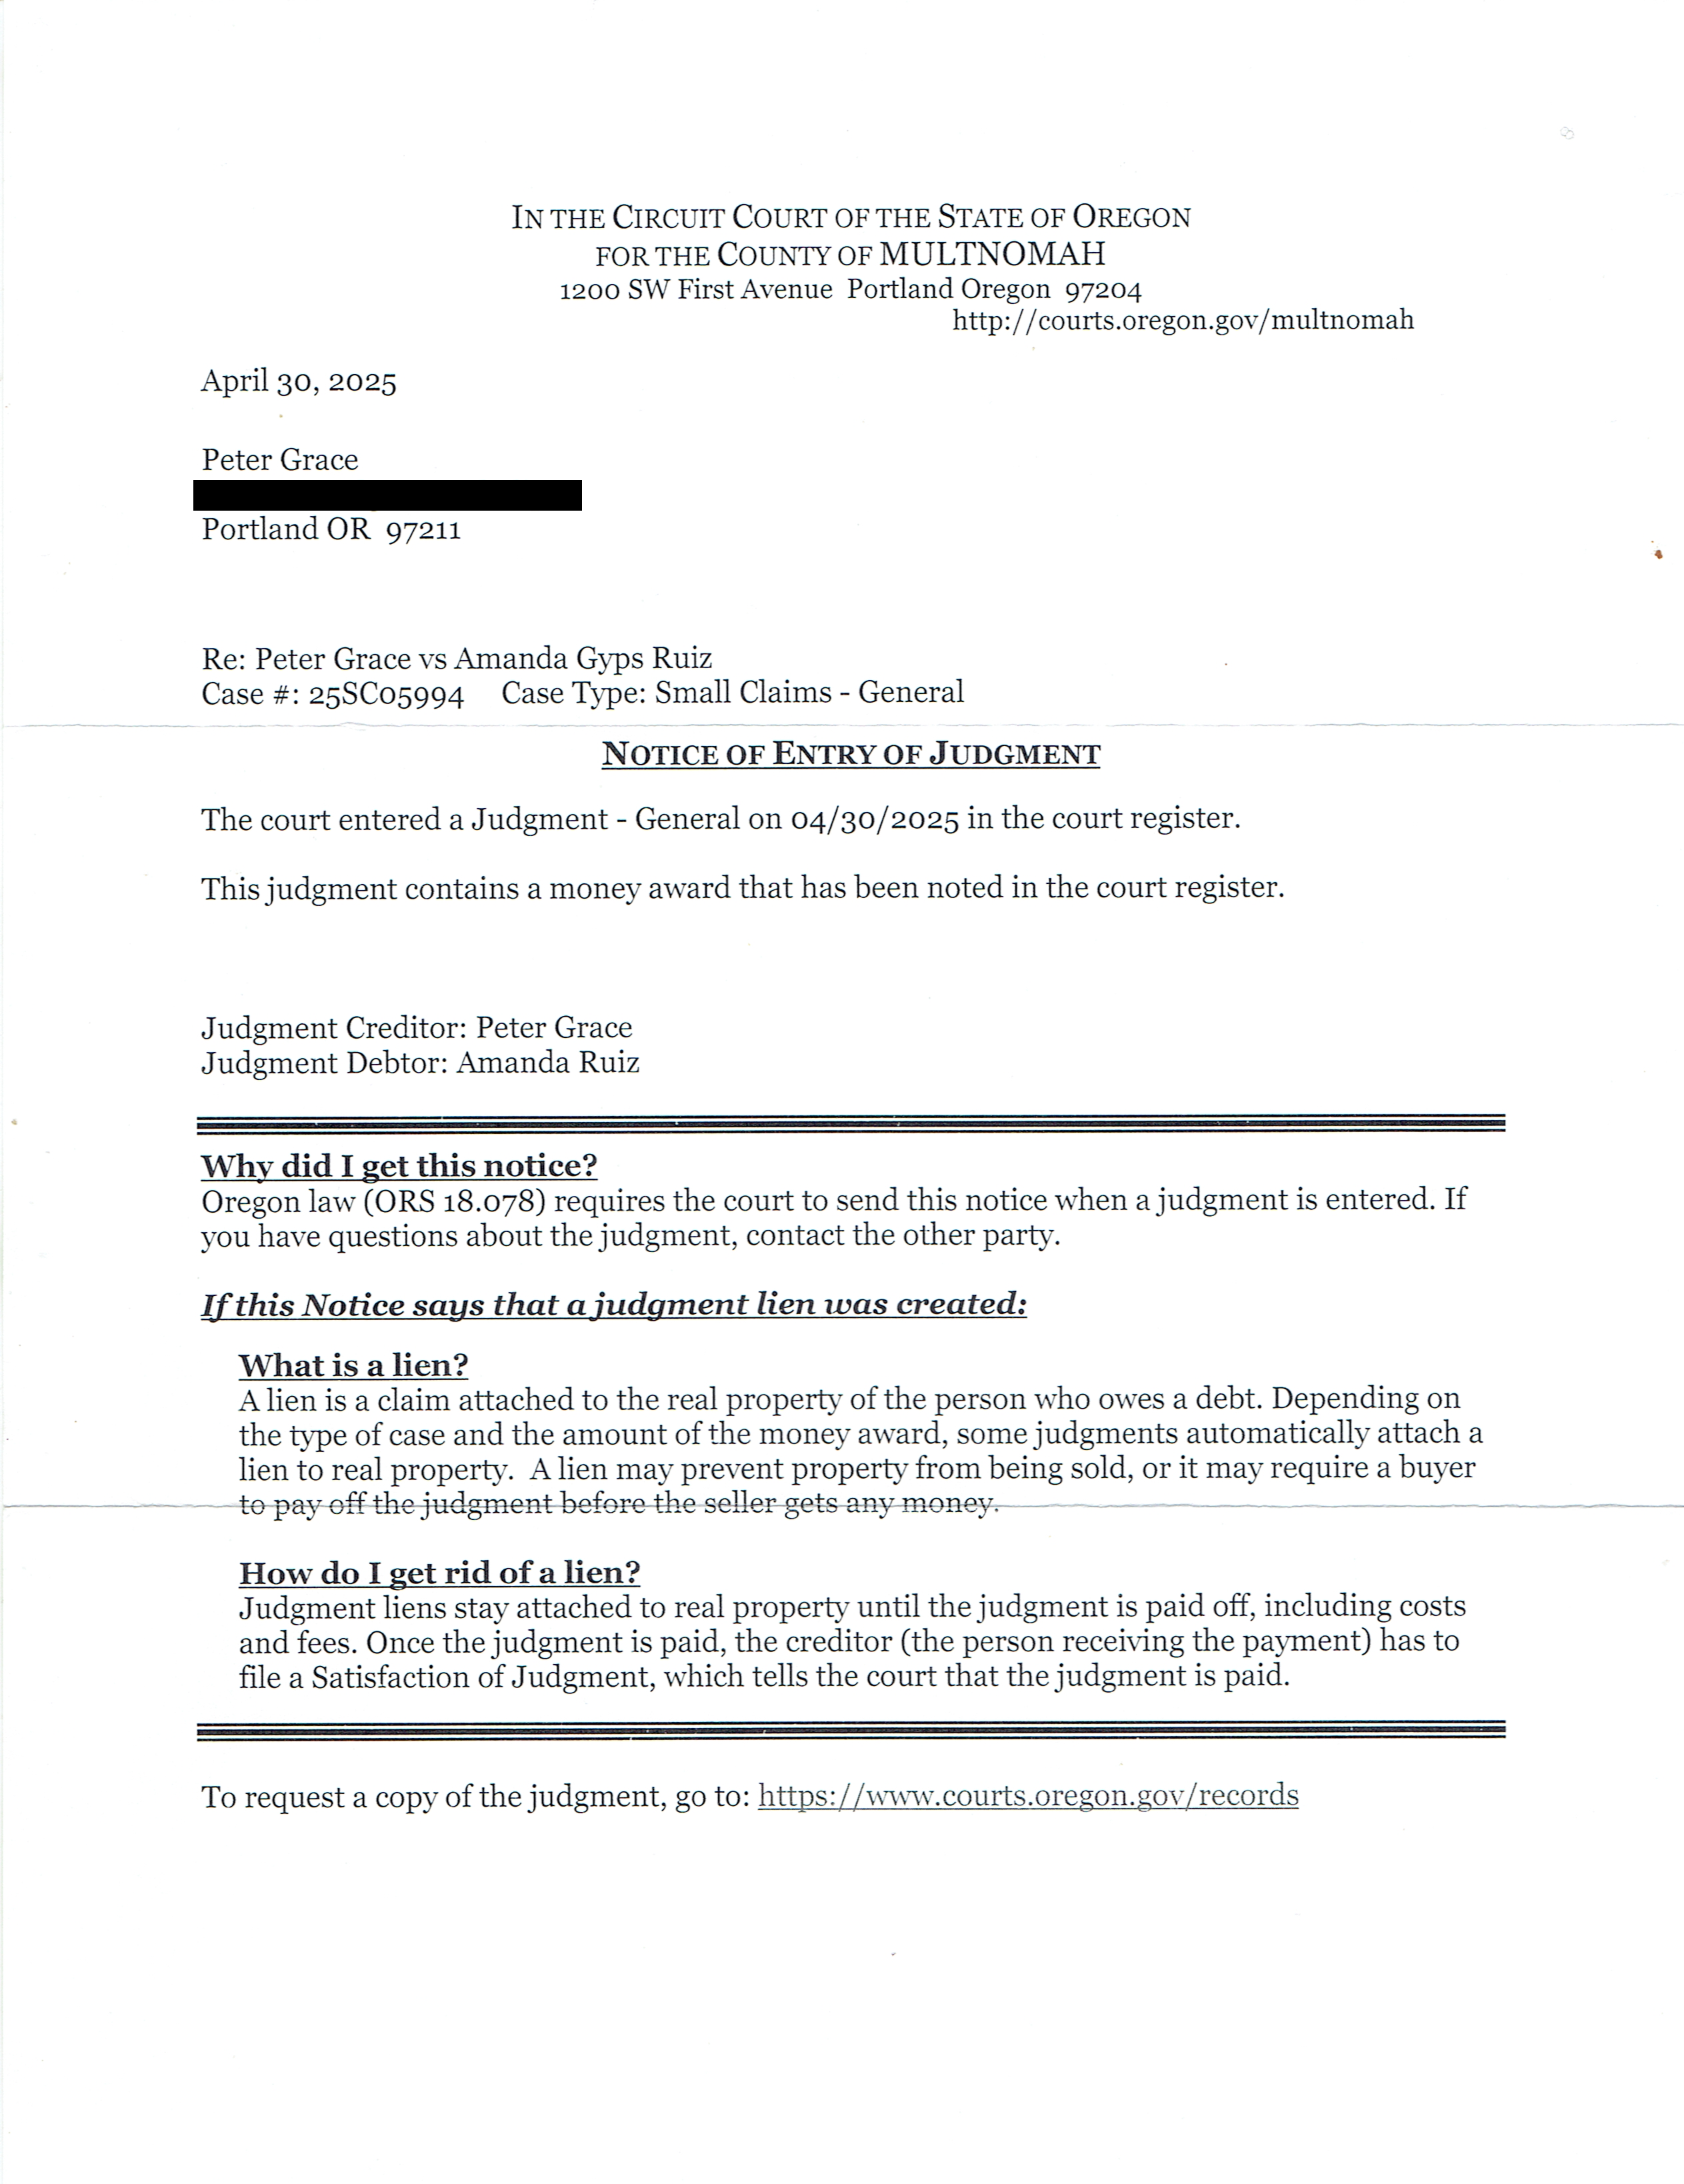 IN THE CIRCUIT COURT OF THE STATE OF OREGON
FOR THE COUNTY OF MULTNOMAH
1200 SW First Avenue Portland Oregon 97204
http://courts.oregon.gov/multnomah
April 30, 2025
Peter Grace
Portland OR 97211
Re: Peter Grace vs Amanda Gyps Ruiz
Case #: 25SC05994 Case Type: Small Claims - General
NOTICE OF ENTRY OF JUDGMENT
The court entered a Judgment - General on 04/30/2025 in the court register.
This judgment contains a money award that has been noted in the court register.
Judgment Creditor: Peter Grace
Judgment Debtor: Amanda Ruiz
Why did I get this notice?
Oregon law (ORS 18.078) requires the court to send this notice when a judgment is entered. If
you have questions about the judgment, contact the other party.
If this Notice says that a judgment lien was created:
What is a lien?
A lien is a claim attached to the real property of the person who owes a debt. Depending on
the type of case and the amount of the money award, some judgments automatically attach a
lien to real property. A lien may prevent property from being sold, or it may require a buyer
to pay off the judgment before the seller gets any money.
How do I get rid of a lien?
Judgment liens stay attached to real property until the judgment is paid off, including costs
and fees. Once the judgment is paid, the creditor (the person receiving the payment) has to
file a Satisfaction of Judgment, which tells the court that the judgment is paid.
To request a copy of the judgment, go to: https://www.courts.oregon.gov/records